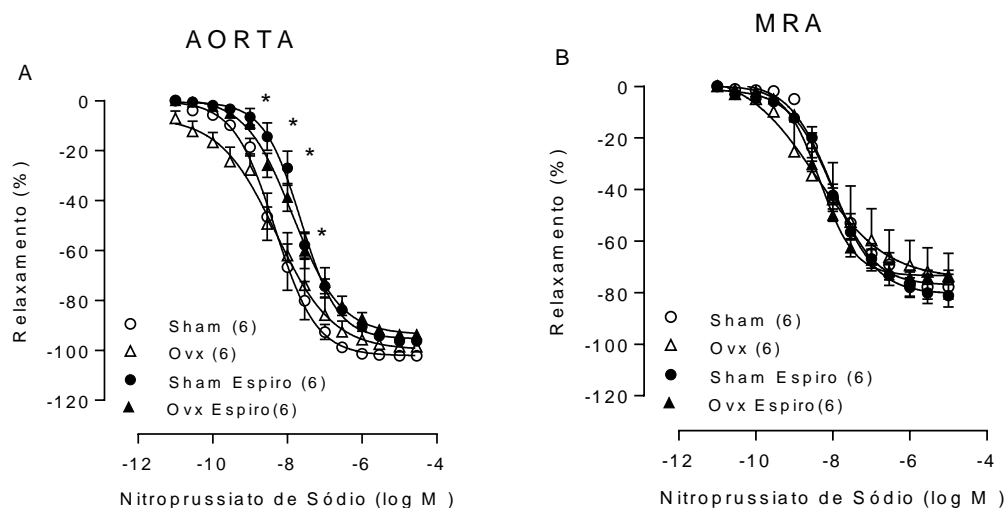 AORTA
A
*
*
*
*
0
-20
-40
-60
-80
-100
-120
Relaxamento (%)
Sham (6)
Ovx (6)
Sham Espiro (6)
Ovx Espiro(6)
-12 -10 -8 -6 -4
Nitroprussiato de Sódio (log M )
MRA
B
0
-20
-40
-60
-80
-100
-120
Relaxamento (%)
Sham (6)
Ovx (6)
Sham Espiro (6)
Ovx Espiro(6)
-12 -10 -8 -6 -4
Nitroprussiato de Sódio (log M )